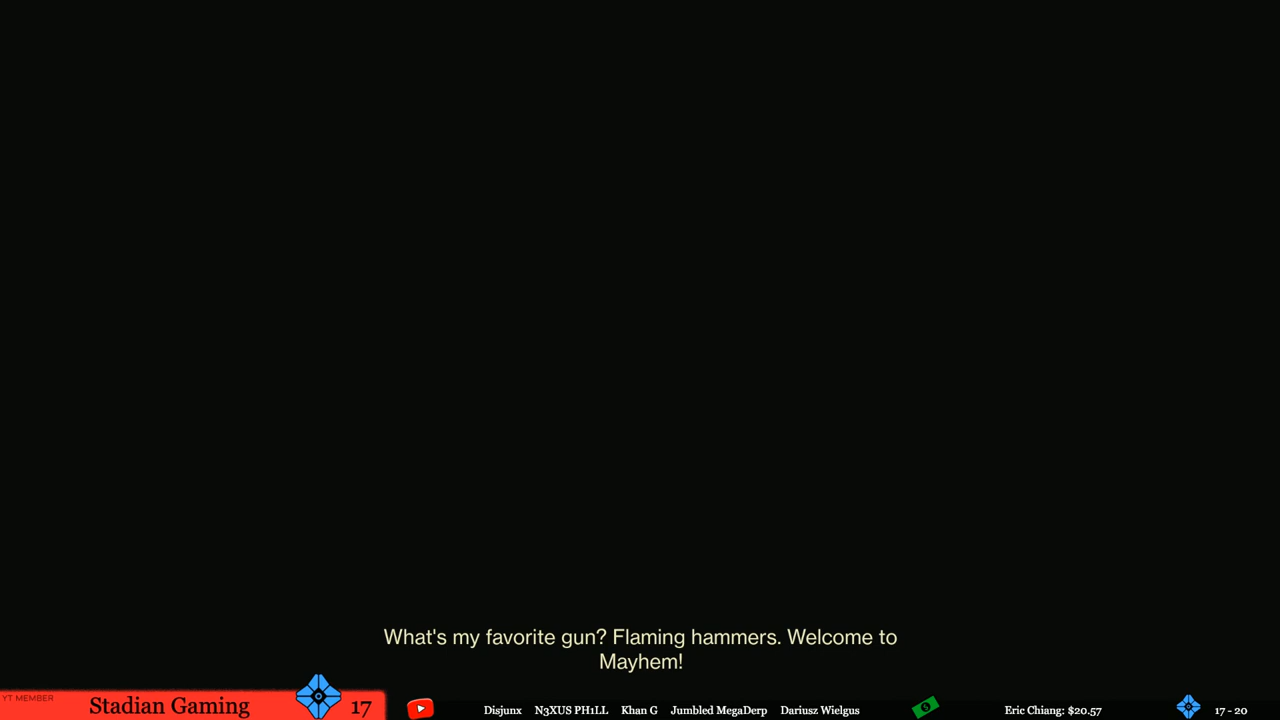 What's my favorite gun? Flaming hammers. Welcome to
Mayhem!
YT MEMBER
Stadian Gaming
17
Disjunx N3XUS PH1LL Khan G Jumbled MegaDerp Dariusz Wielgus
Eric Chiang: $20.57
17 - 20